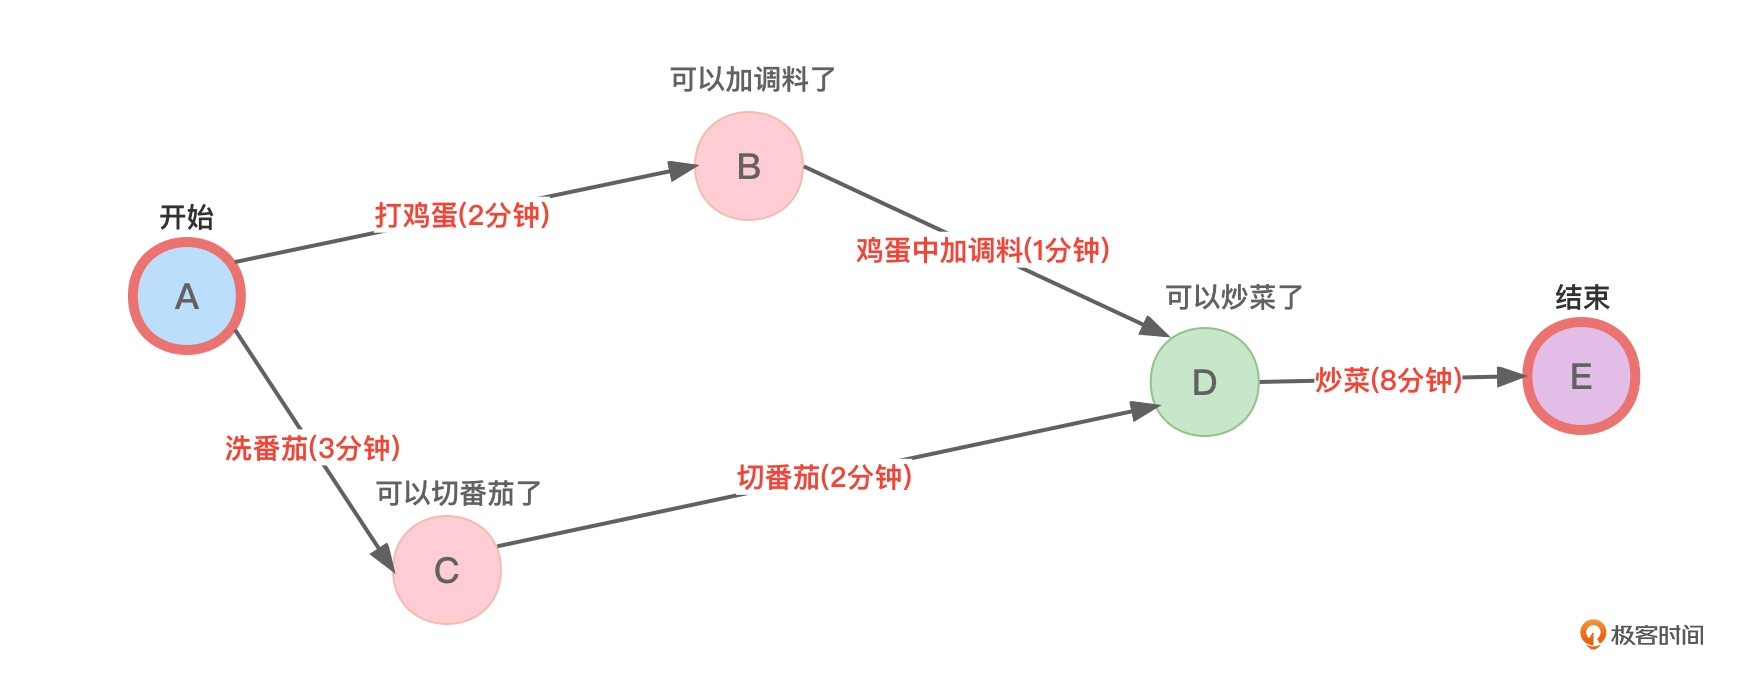 可以加调料了
B
打鸡蛋(2分钟)
开始
A
鸡蛋中加调料(1分钟)
可以炒菜了
D
结束
炒菜(8分钟)
E
洗番茄(3分钟)
可以切番茄了
切番茄(2分钟)
C
极客时间